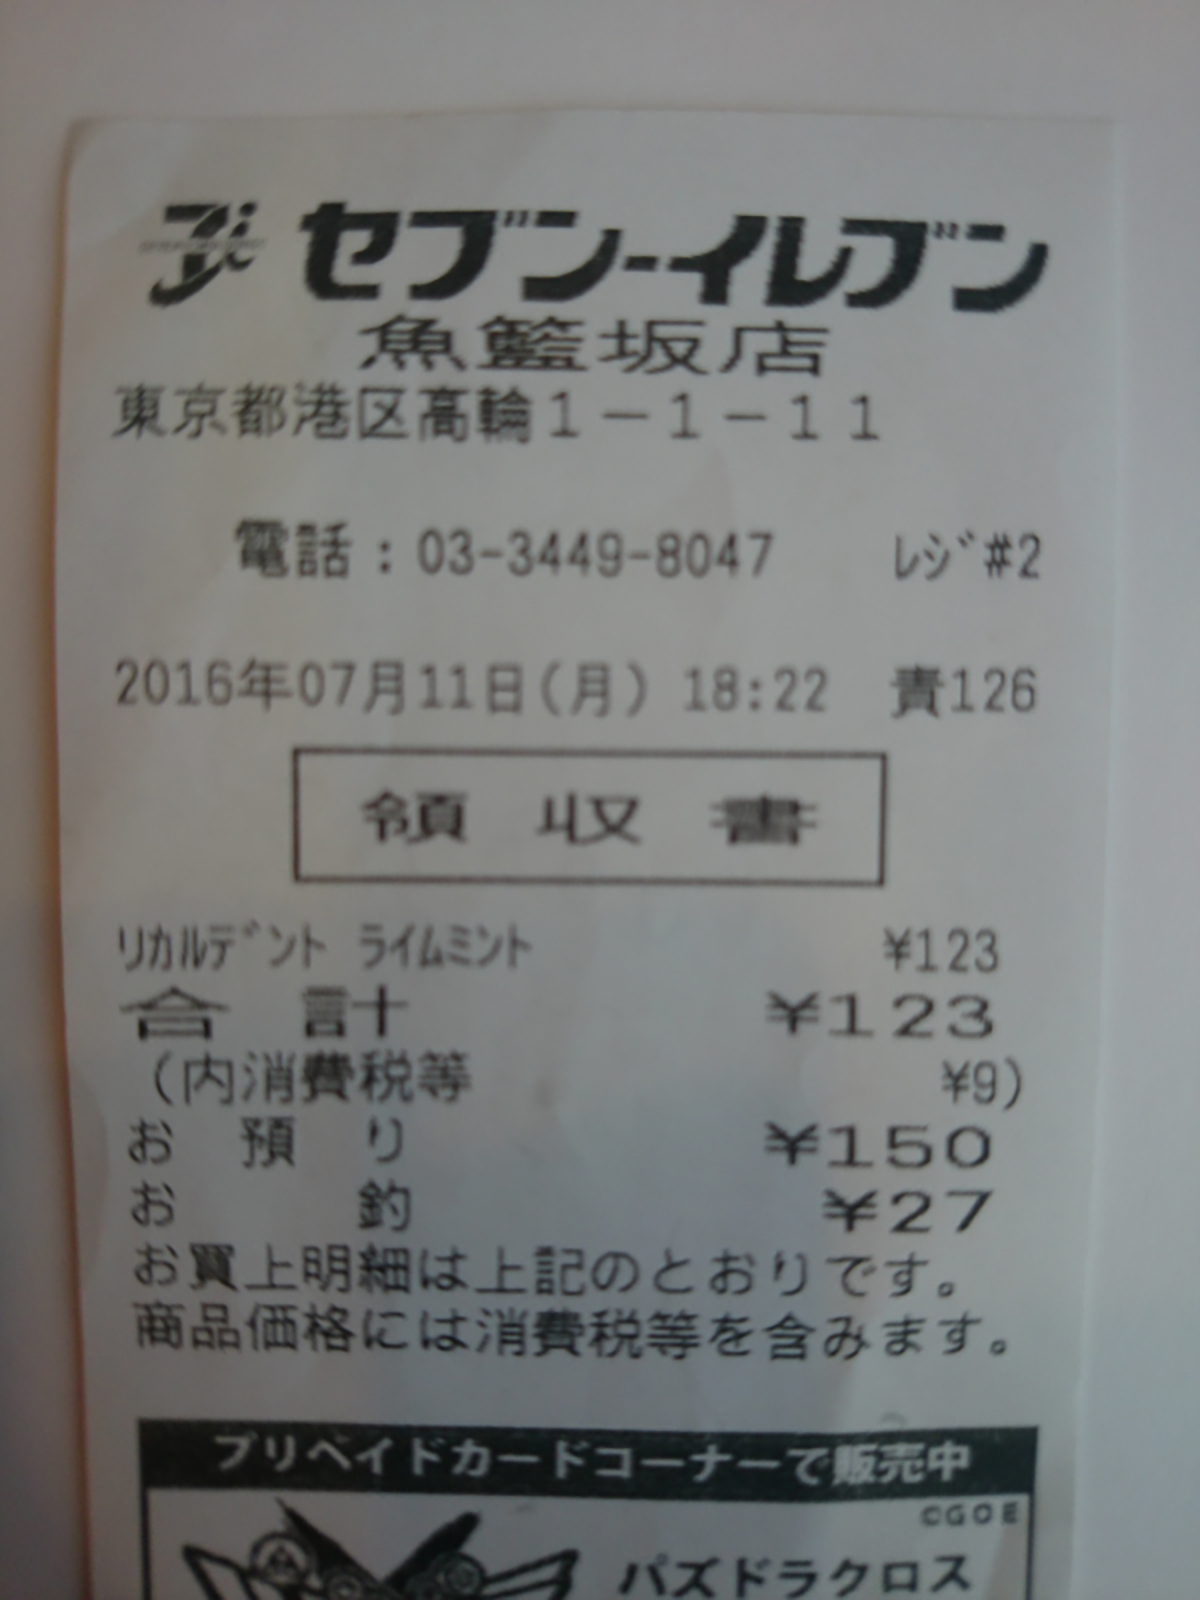 セブン-イレブン
魚籃坂店
東京都港区高輪1-1-11
電話:03-3449-8047 レジ#2
2016年07月11日(月) 18:22 責126
領収書
リカルデント ライムミント ¥123
合計 ¥123
(内消費税等 ¥9)
お預り ¥150
お釣 ¥27
お買上明細は上記のとおりです。
商品価格には消費税等を含みます。
プリペイドカードコーナーで販売中
©GOE
パズドラクロス